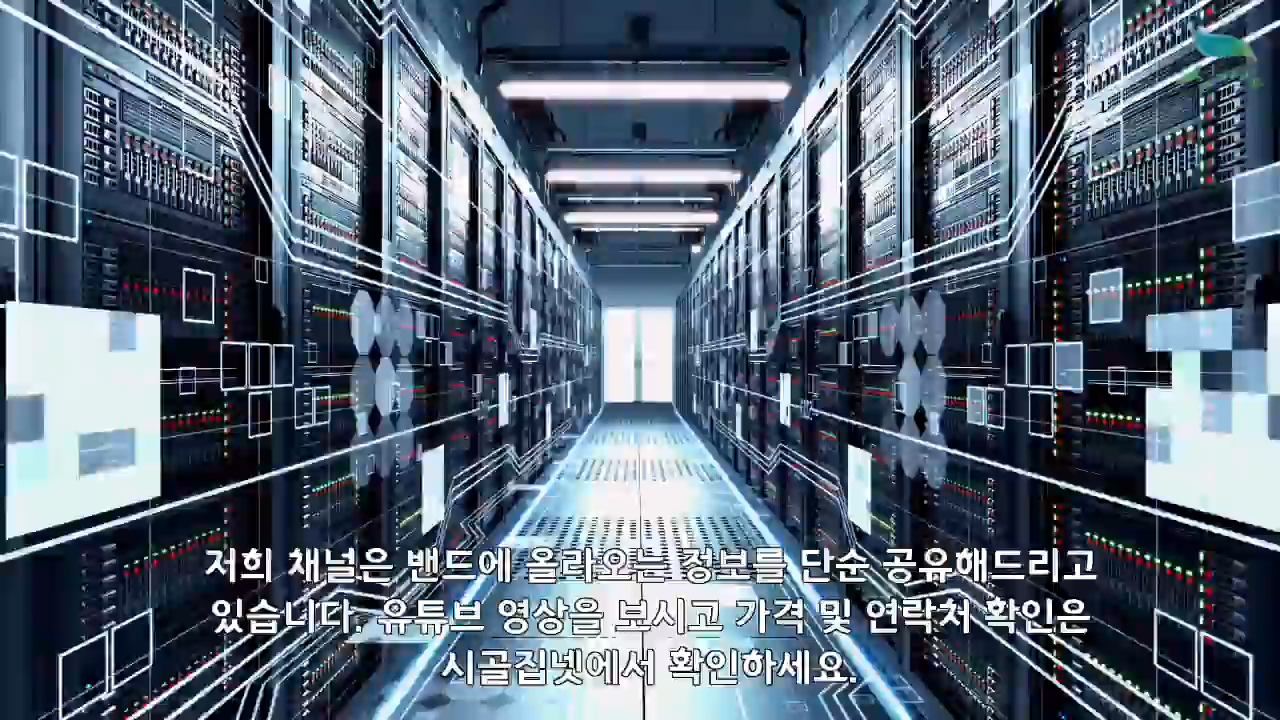 저희 채널은 밴드에 올라오는 정보를 단순 공유해드리고
있습니다. 유튜브 영상을 보시고 가격 및 연락처 확인은
시골집넷에서 확인하세요.